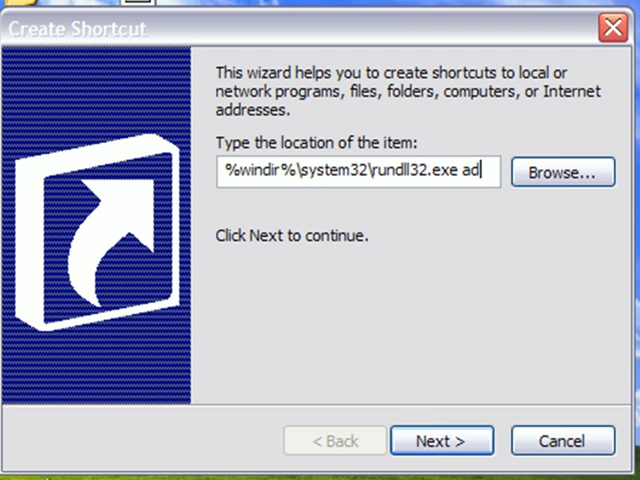 Create Shortcut
This wizard helps you to create shortcuts to local or
network programs, files, folders, computers, or Internet
addresses.
Type the location of the item:
%windir%\system32\rundll32.exe ad
Browse...
Click Next to continue.
< Back
Next >
Cancel